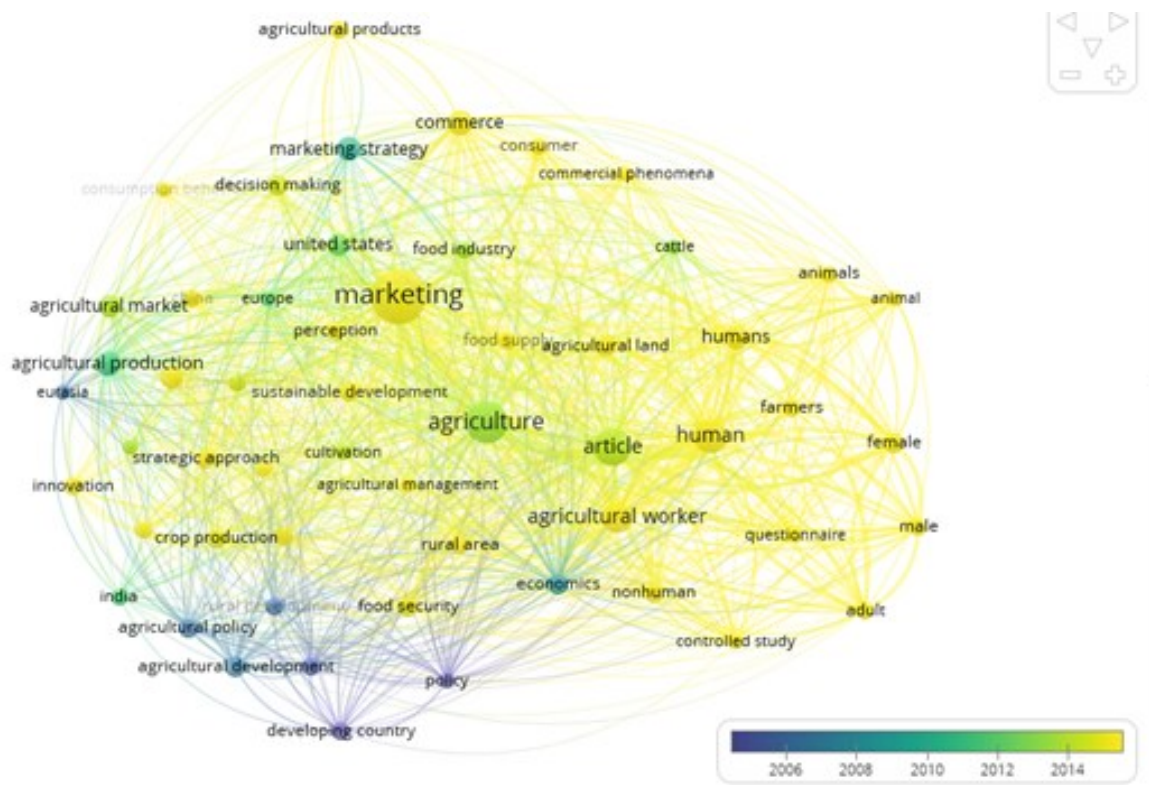 agricultural products
commerce
marketing strategy
consumer
commercial phenomena
decision making
united states
food industry
cattle
animals
animal
agricultural market
europe
marketing
perception
food supply
agricultural land
humans
agricultural production
eurasia
sustainable development
farmers
agriculture
article
human
female
strategic approach
cultivation
innovation
agricultural management
agricultural worker
male
crop production
rural area
questionnaire
economics
nonhuman
india
rural development
food security
adult
agricultural policy
controlled study
agricultural development
policy
developing country
2006 2008 2010 2012 2014